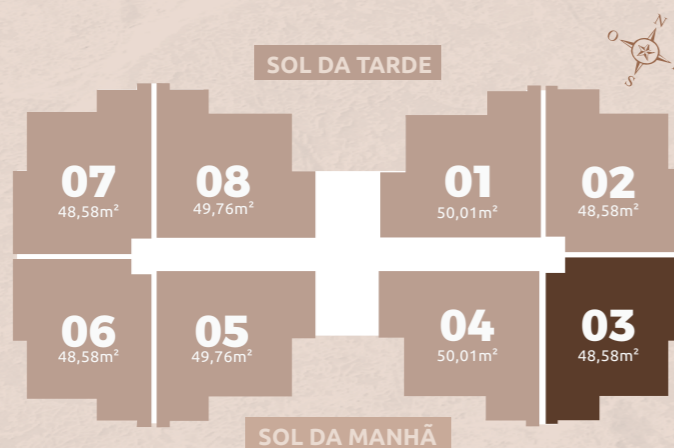 N
O
S
SOL DA TARDE
07
48,58m²
08
49,76m²
01
50,01m²
02
48,58m²
06
48,58m²
05
49,76m²
04
50,01m²
03
48,58m²
SOL DA MANHÃ